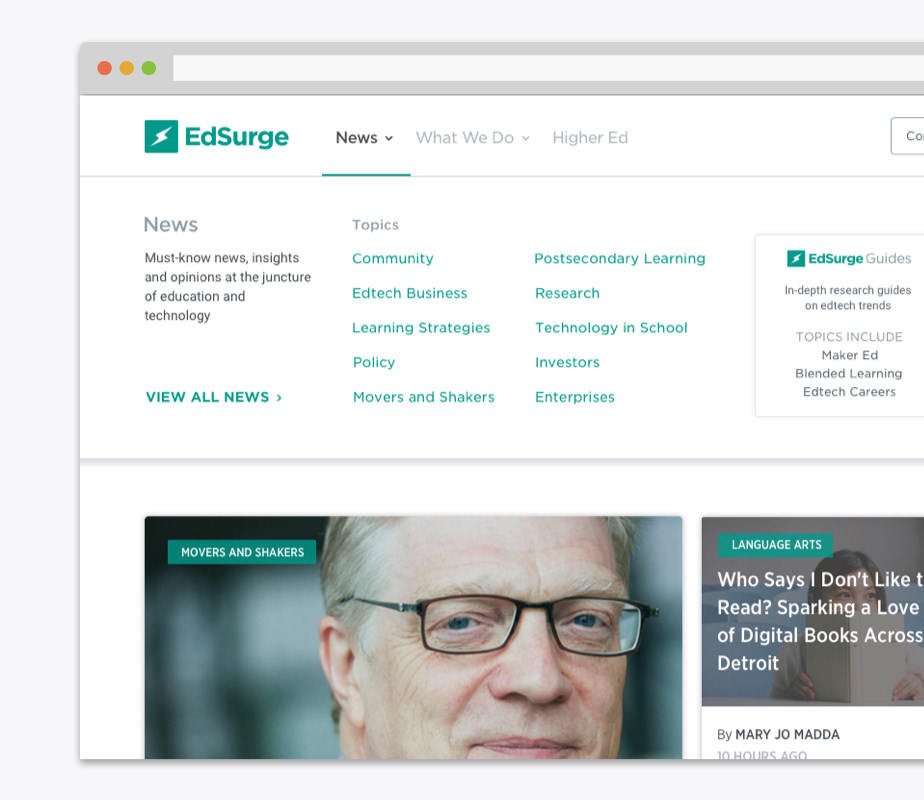 EdSurge
News
What We Do
Higher Ed
News
Must-know news, insights
and opinions at the juncture
of education and
technology
VIEW ALL NEWS ›
Topics
Community
Edtech Business
Learning Strategies
Policy
Movers and Shakers
Postsecondary Learning
Research
Technology in School
Investors
Enterprises
EdSurge Guides
In-depth research guides
on edtech trends
TOPICS INCLUDE
Maker Ed
Blended Learning
Edtech Careers
MOVERS AND SHAKERS
LANGUAGE ARTS
Who Says I Don't Like
Read? Sparking a Love
of Digital Books Across
Detroit
By MARY JO MADDA
10 HOURS AGO